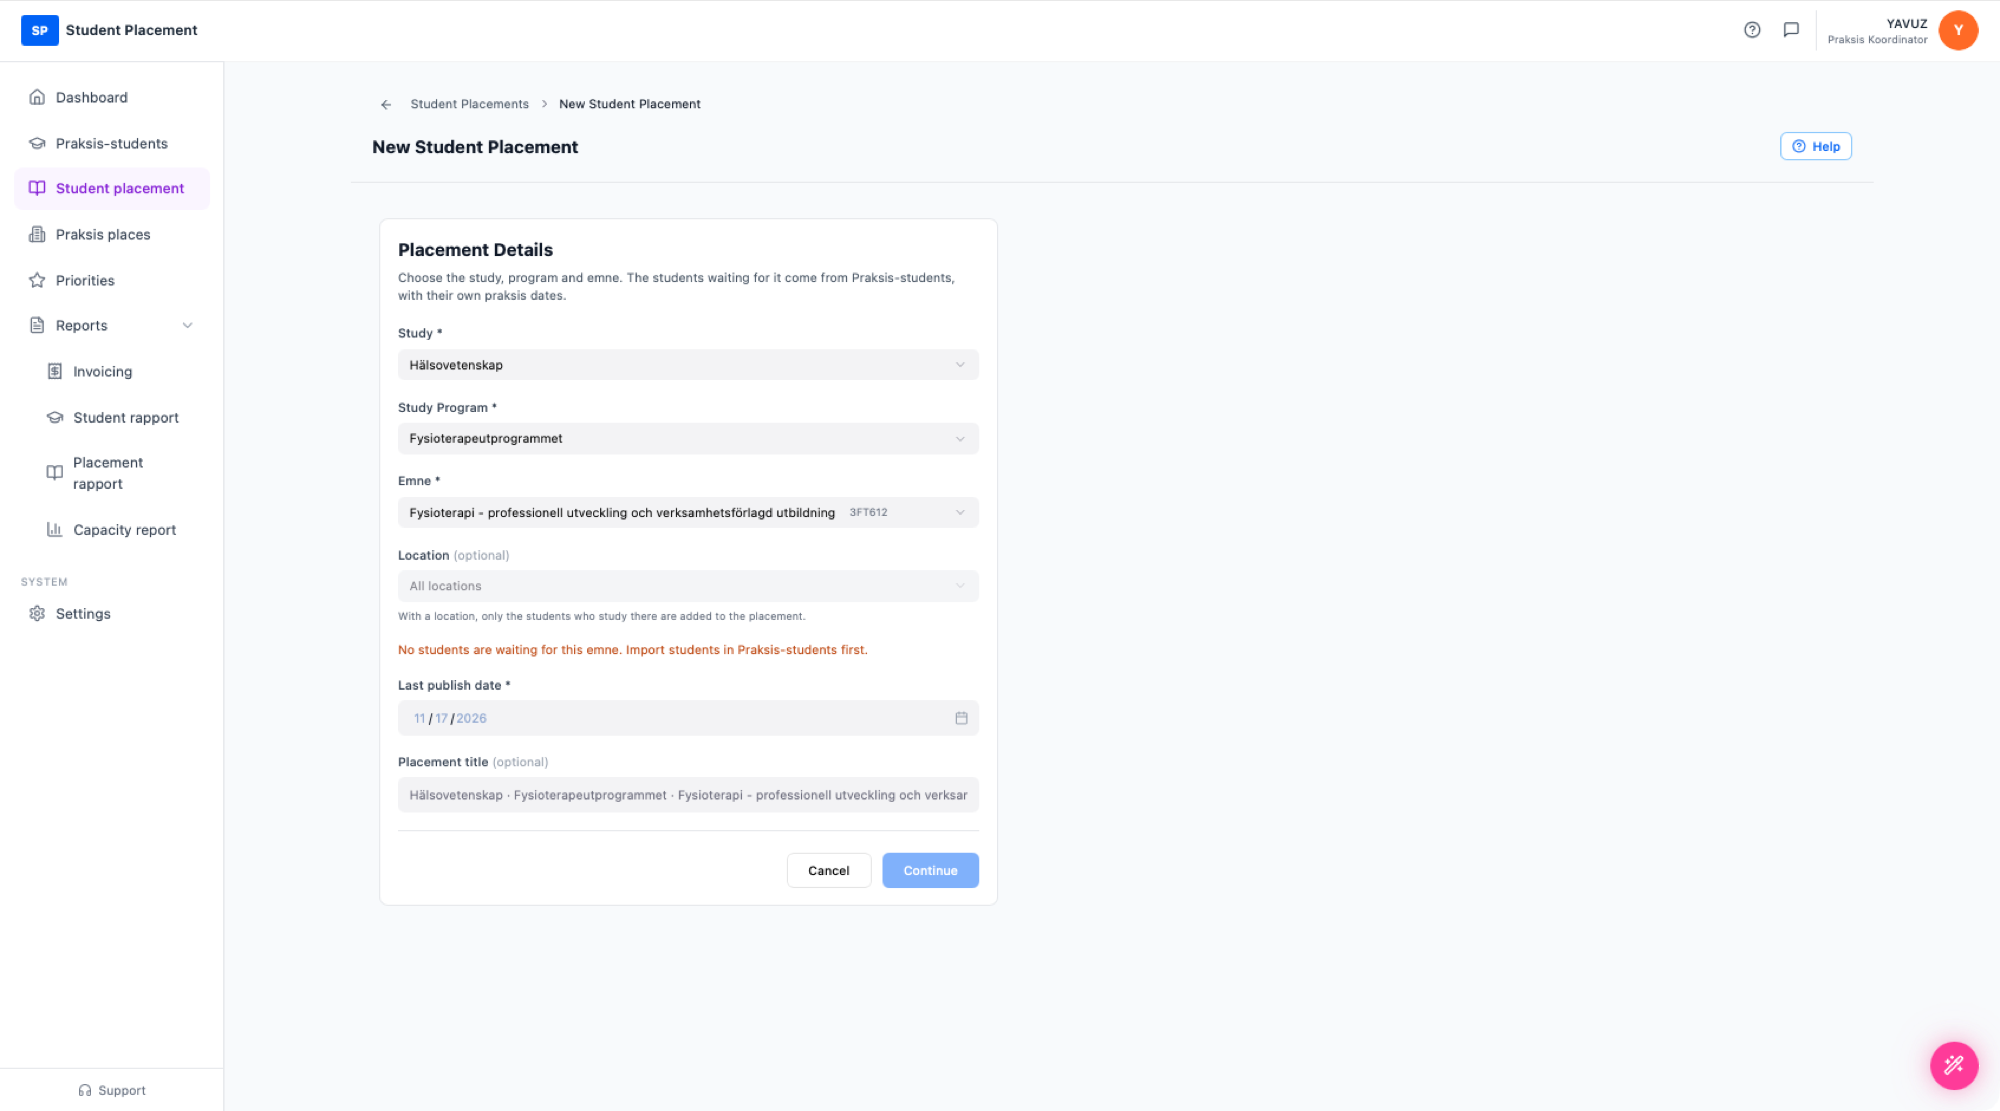 SP Student Placement
YAVUZ
Praksis Koordinator
Y
Dashboard
Praksis-students
Student placement
Praksis places
Priorities
Reports
Invoicing
Student rapport
Placement
rapport
Capacity report
SYSTEM
Settings
Support
Student Placements > New Student Placement
New Student Placement
Help
Placement Details
Choose the study, program and emne. The students waiting for it come from Praksis-students,
with their own praksis dates.
Study *
Hälsovetenskap
Study Program *
Fysioterapeutprogrammet
Emne *
Fysioterapi - professionell utveckling och verksamhetsförlagd utbildning 3FT612
Location (optional)
All locations
With a location, only the students who study there are added to the placement.
No students are waiting for this emne. Import students in Praksis-students first.
Last publish date *
11 / 17 / 2026
Placement title (optional)
Hälsovetenskap · Fysioterapeutprogrammet · Fysioterapi - professionell utveckling och verksar
Cancel
Continue